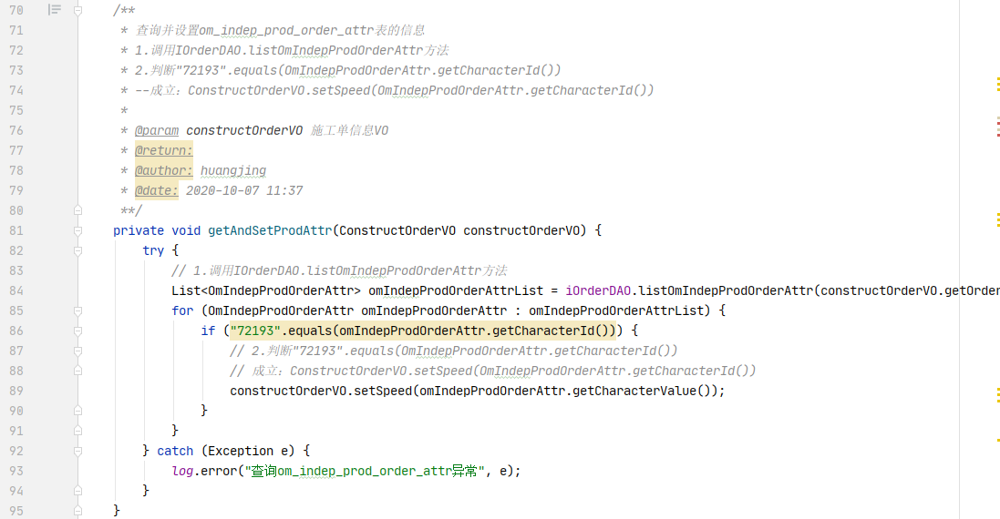 70 /**
71 * 查询并设置om_indep_prod_order_attr表的信息
72 * 1.调用IOrderDAO.listOmIndepProdOrderAttr方法
73 * 2.判断"72193".equals(OmIndepProdOrderAttr.getCharacterId())
74 * --成立：ConstructOrderVO.setSpeed(OmIndepProdOrderAttr.getCharacterId())
75 *
76 * @param constructOrderVO 施工单信息VO
77 * @return:
78 * @author: huangjing
79 * @date: 2020-10-07 11:37
80 **/
81 private void getAndSetProdAttr(ConstructOrderVO constructOrderVO) {
82 try {
83 // 1.调用IOrderDAO.listOmIndepProdOrderAttr方法
84 List<OmIndepProdOrderAttr> omIndepProdOrderAttrList = iOrderDAO.listOmIndepProdOrderAttr(constructOrderVO.getOrder
85 for (OmIndepProdOrderAttr omIndepProdOrderAttr : omIndepProdOrderAttrList) {
86 if ("72193".equals(omIndepProdOrderAttr.getCharacterId())) {
87 // 2.判断"72193".equals(OmIndepProdOrderAttr.getCharacterId())
88 // 成立：ConstructOrderVO.setSpeed(OmIndepProdOrderAttr.getCharacterId())
89 constructOrderVO.setSpeed(omIndepProdOrderAttr.getCharacterValue());
90 }
91 }
92 } catch (Exception e) {
93 log.error("查询om_indep_prod_order_attr异常", e);
94 }
95 }